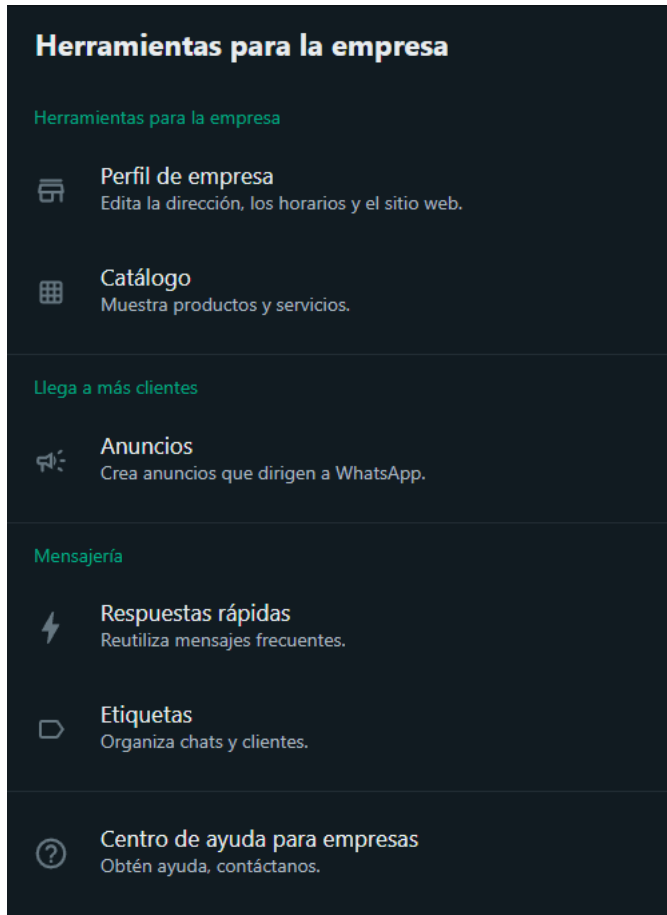 Herramientas para la empresa
Herramientas para la empresa
Perfil de empresa
Edita la dirección, los horarios y el sitio web.
Catálogo
Muestra productos y servicios.
Llega a más clientes
Anuncios
Crea anuncios que dirigen a WhatsApp.
Mensajería
Respuestas rápidas
Reutiliza mensajes frecuentes.
Etiquetas
Organiza chats y clientes.
Centro de ayuda para empresas
Obtén ayuda, contáctanos.